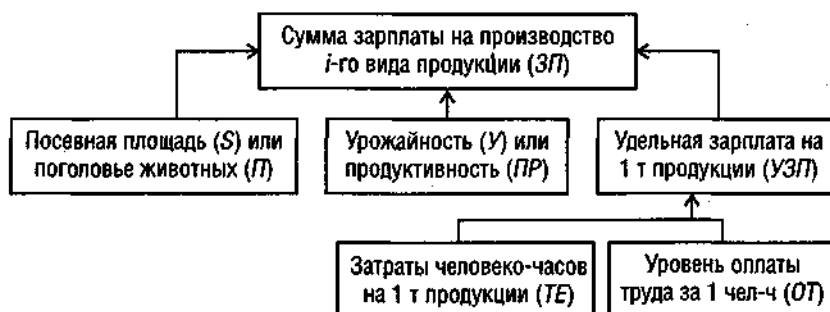 Сумма зарплаты на производство
i-го вида продукции (ЗП)
Посевная площадь (S) или
поголовье животных (П)
Урожайность (У) или
продуктивность (ПР)
Удельная зарплата на
1 т продукции (УЗП)
Затраты человеко-часов
на 1 т продукции (ТЕ)
Уровень оплаты
труда за 1 чел-ч (ОТ)